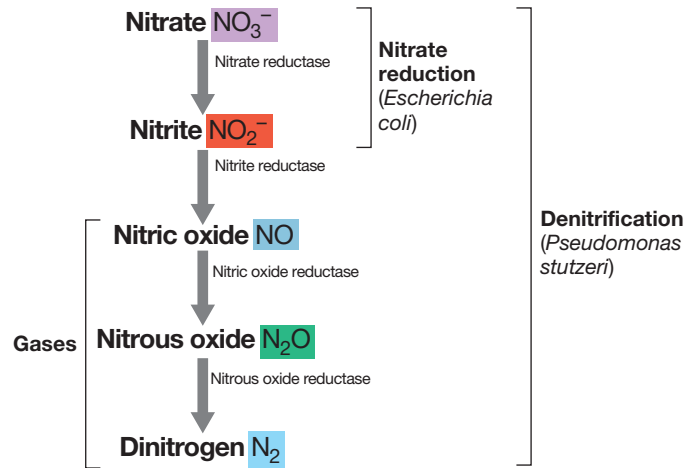 Nitrate NO₃⁻
Nitrate reductase
Nitrate
reduction
(Escherichia
coli)
Nitrite NO₂⁻
Nitrite reductase
Denitrification
(Pseudomonas
stutzeri)
Nitric oxide NO
Nitric oxide reductase
Gases
Nitrous oxide N₂O
Nitrous oxide reductase
Dinitrogen N₂